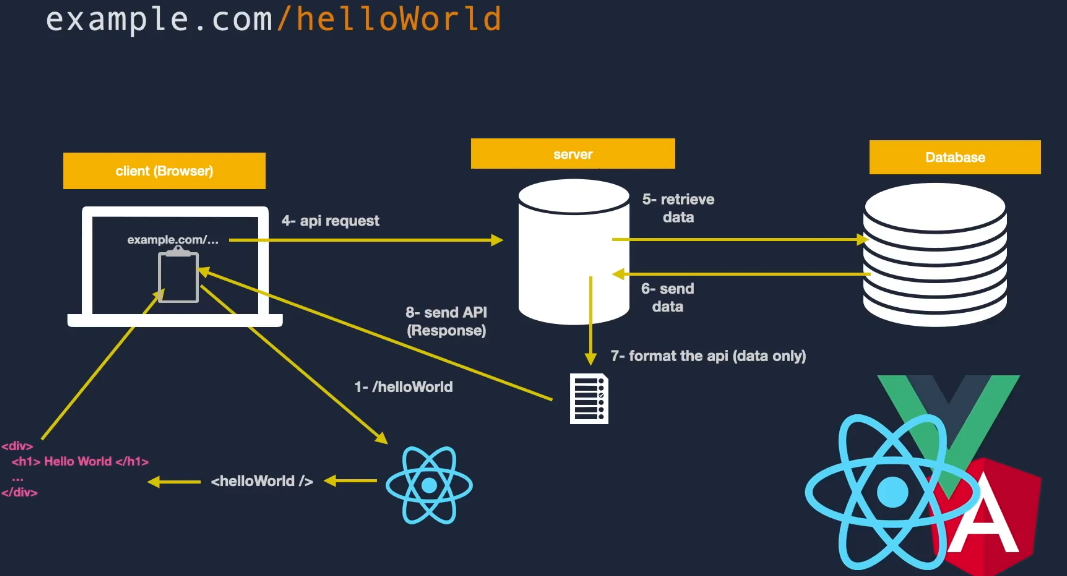 example.com/helloWorld
client (Browser)
server
Database
example.com/...
4- api request
5- retrieve
data
6- send
data
8- send API
(Response)
7- format the api (data only)
1- /helloWorld
<div>
<h1> Hello World </h1>
...
</div>
<helloWorld />
A